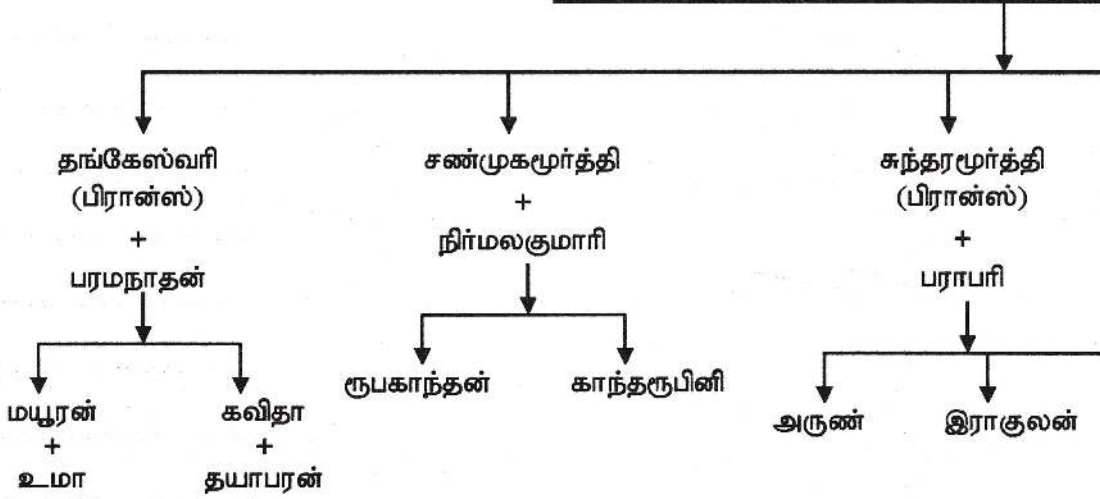 தங்கேஸ்வரி
(பிரான்ஸ்)
+
பரமநாதன்
மயூரன்
+
உமா
கவிதா
+
தயாபரன்
சண்முகமூர்த்தி
+
நிர்மலகுமாரி
ரூபகாந்தன்
காந்தரூபினி
சுந்தரமூர்த்தி
(பிரான்ஸ்)
+
பராபரி
அருண்
இராகுலன்